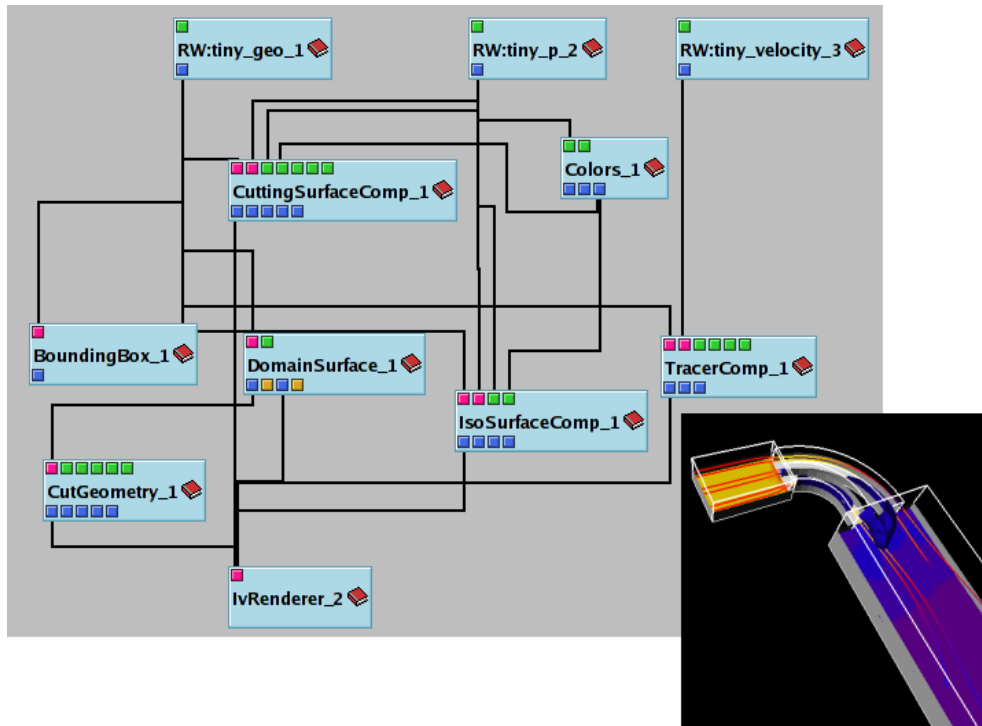 RW:tiny_geo_1
RW:tiny_p_2
RW:tiny_velocity_3
CuttingSurfaceComp_1
Colors_1
BoundingBox_1
DomainSurface_1
TracerComp_1
IsoSurfaceComp_1
CutGeometry_1
IvRenderer_2